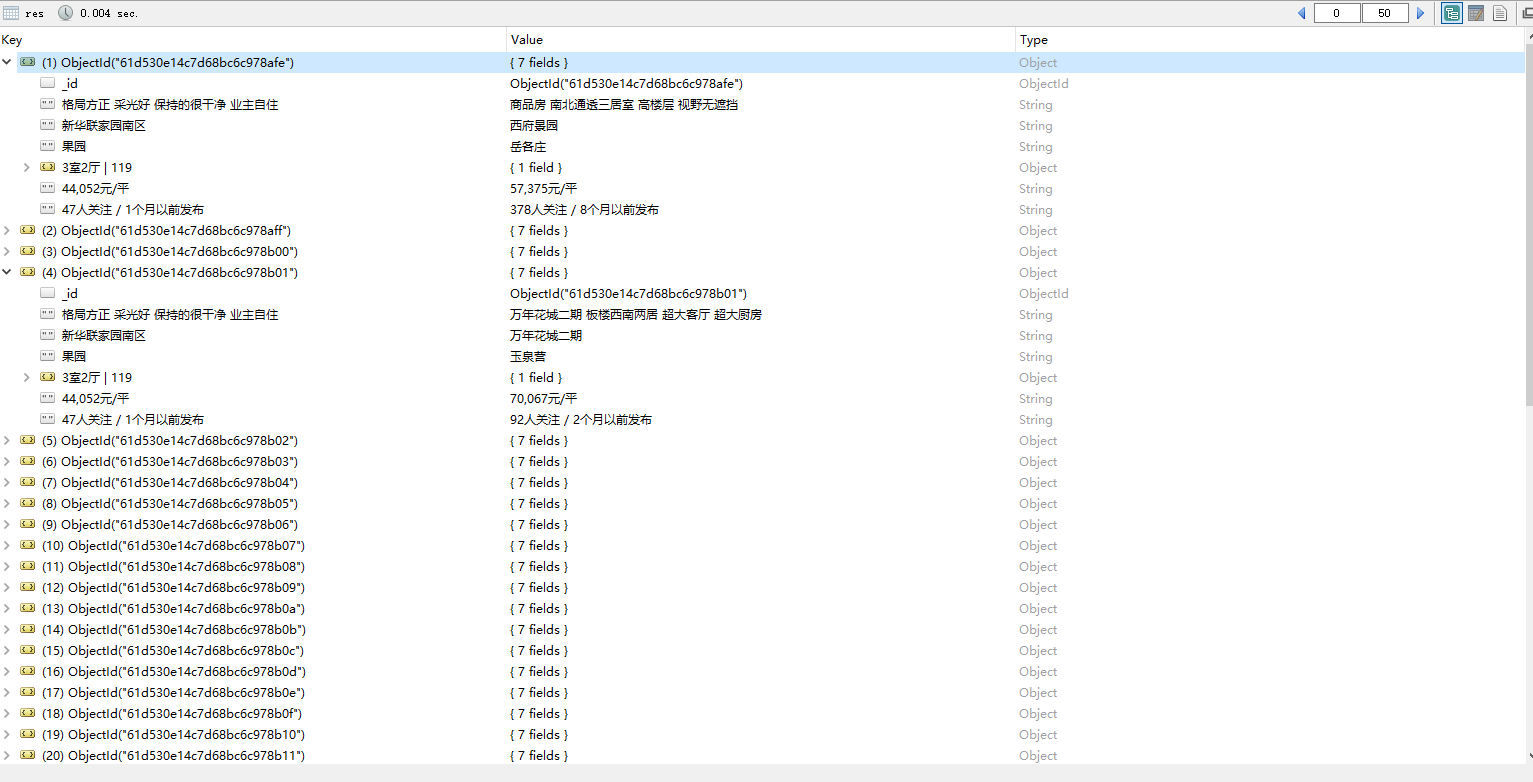 res 0.004 sec. 0 50
Key Value Type
(1) ObjectId("61d530e14c7d68bc6c978afe") { 7 fields } Object
_id ObjectId("61d530e14c7d68bc6c978afe") ObjectId
格局方正 采光好 保持的很干净 业主自住 商品房 南北通透三居室 高楼层 视野无遮挡 String
新华联家园南区 西府景园 String
果园 岳各庄 String
3室2厅 | 119 { 1 field } Object
44,052元/平 57,375元/平 String
47人关注 / 1个月以前发布 378人关注 / 8个月以前发布 String
(2) ObjectId("61d530e14c7d68bc6c978aff") { 7 fields } Object
(3) ObjectId("61d530e14c7d68bc6c978b00") { 7 fields } Object
(4) ObjectId("61d530e14c7d68bc6c978b01") { 7 fields } Object
_id ObjectId("61d530e14c7d68bc6c978b01") ObjectId
格局方正 采光好 保持的很干净 业主自住 万年花城二期 板楼西南两居 超大客厅 超大厨房 String
新华联家园南区 万年花城二期 String
果园 玉泉营 String
3室2厅 | 119 { 1 field } Object
44,052元/平 70,067元/平 String
47人关注 / 1个月以前发布 92人关注 / 2个月以前发布 String
(5) ObjectId("61d530e14c7d68bc6c978b02") { 7 fields } Object
(6) ObjectId("61d530e14c7d68bc6c978b03") { 7 fields } Object
(7) ObjectId("61d530e14c7d68bc6c978b04") { 7 fields } Object
(8) ObjectId("61d530e14c7d68bc6c978b05") { 7 fields } Object
(9) ObjectId("61d530e14c7d68bc6c978b06") { 7 fields } Object
(10) ObjectId("61d530e14c7d68bc6c978b07") { 7 fields } Object
(11) ObjectId("61d530e14c7d68bc6c978b08") { 7 fields } Object
(12) ObjectId("61d530e14c7d68bc6c978b09") { 7 fields } Object
(13) ObjectId("61d530e14c7d68bc6c978b0a") { 7 fields } Object
(14) ObjectId("61d530e14c7d68bc6c978b0b") { 7 fields } Object
(15) ObjectId("61d530e14c7d68bc6c978b0c") { 7 fields } Object
(16) ObjectId("61d530e14c7d68bc6c978b0d") { 7 fields } Object
(17) ObjectId("61d530e14c7d68bc6c978b0e") { 7 fields } Object
(18) ObjectId("61d530e14c7d68bc6c978b0f") { 7 fields } Object
(19) ObjectId("61d530e14c7d68bc6c978b10") { 7 fields } Object
(20) ObjectId("61d530e14c7d68bc6c978b11") { 7 fields } Object